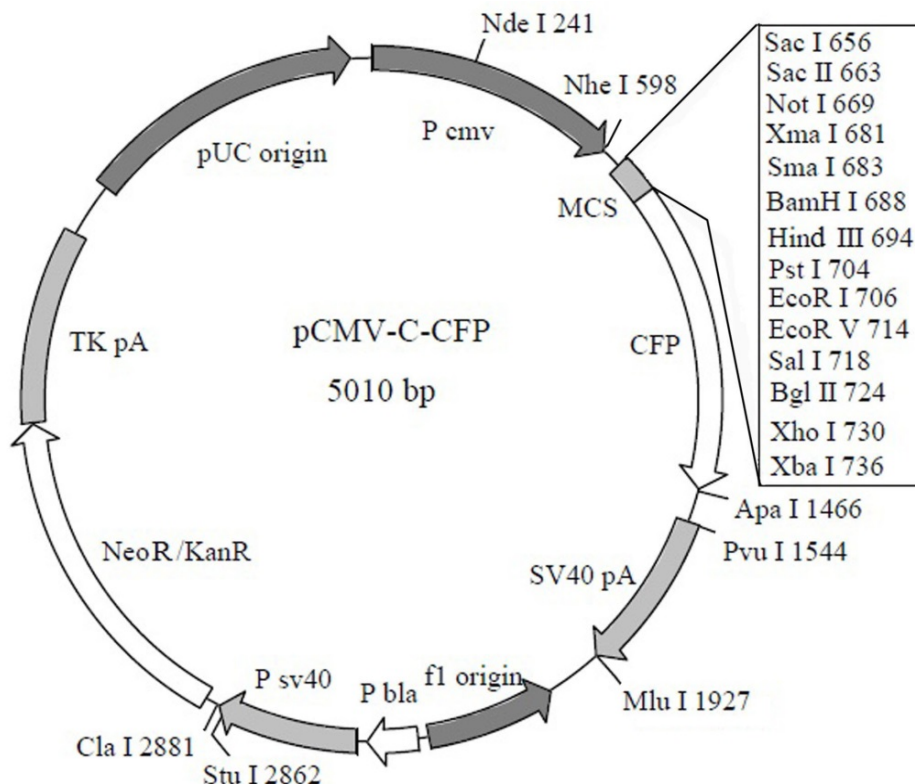 Nde I 241
Nhe I 598
P cmv
pUC origin
MCS
Sac I 656
Sac II 663
Not I 669
Xma I 681
Sma I 683
BamH I 688
Hind III 694
Pst I 704
EcoR I 706
EcoR V 714
Sal I 718
Bgl II 724
Xho I 730
Xba I 736
TK pA
pCMV-C-CFP
5010 bp
CFP
Apa I 1466
Pvu I 1544
NeoR/KanR
SV40 pA
P sv40
P bla
f1 origin
Mlu I 1927
Cla I 2881
Stu I 2862